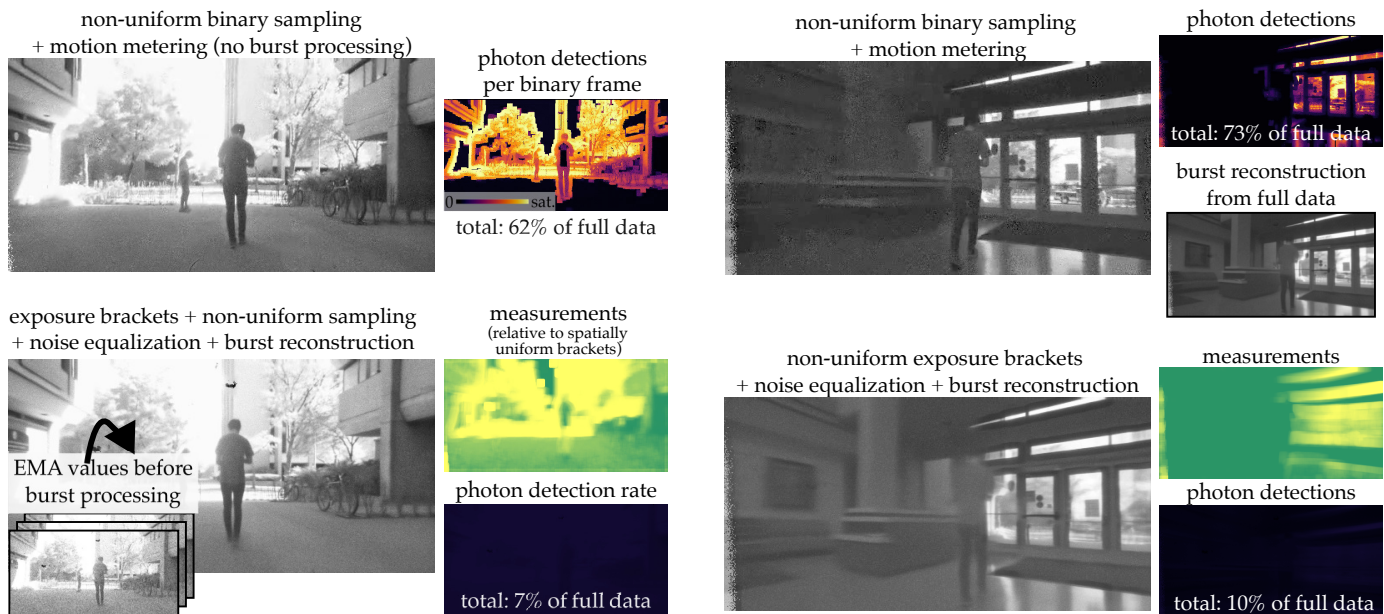 non-uniform binary sampling
+ motion metering (no burst processing)
photon detections
per binary frame
0 sat.
total: 62% of full data
exposure brackets + non-uniform sampling
+ noise equalization + burst reconstruction
EMA values before
burst processing
measurements
(relative to spatially
uniform brackets)
photon detection rate
total: 7% of full data
non-uniform binary sampling
+ motion metering
photon detections
total: 73% of full data
burst reconstruction
from full data
non-uniform exposure brackets
+ noise equalization + burst reconstruction
measurements
photon detections
total: 10% of full data